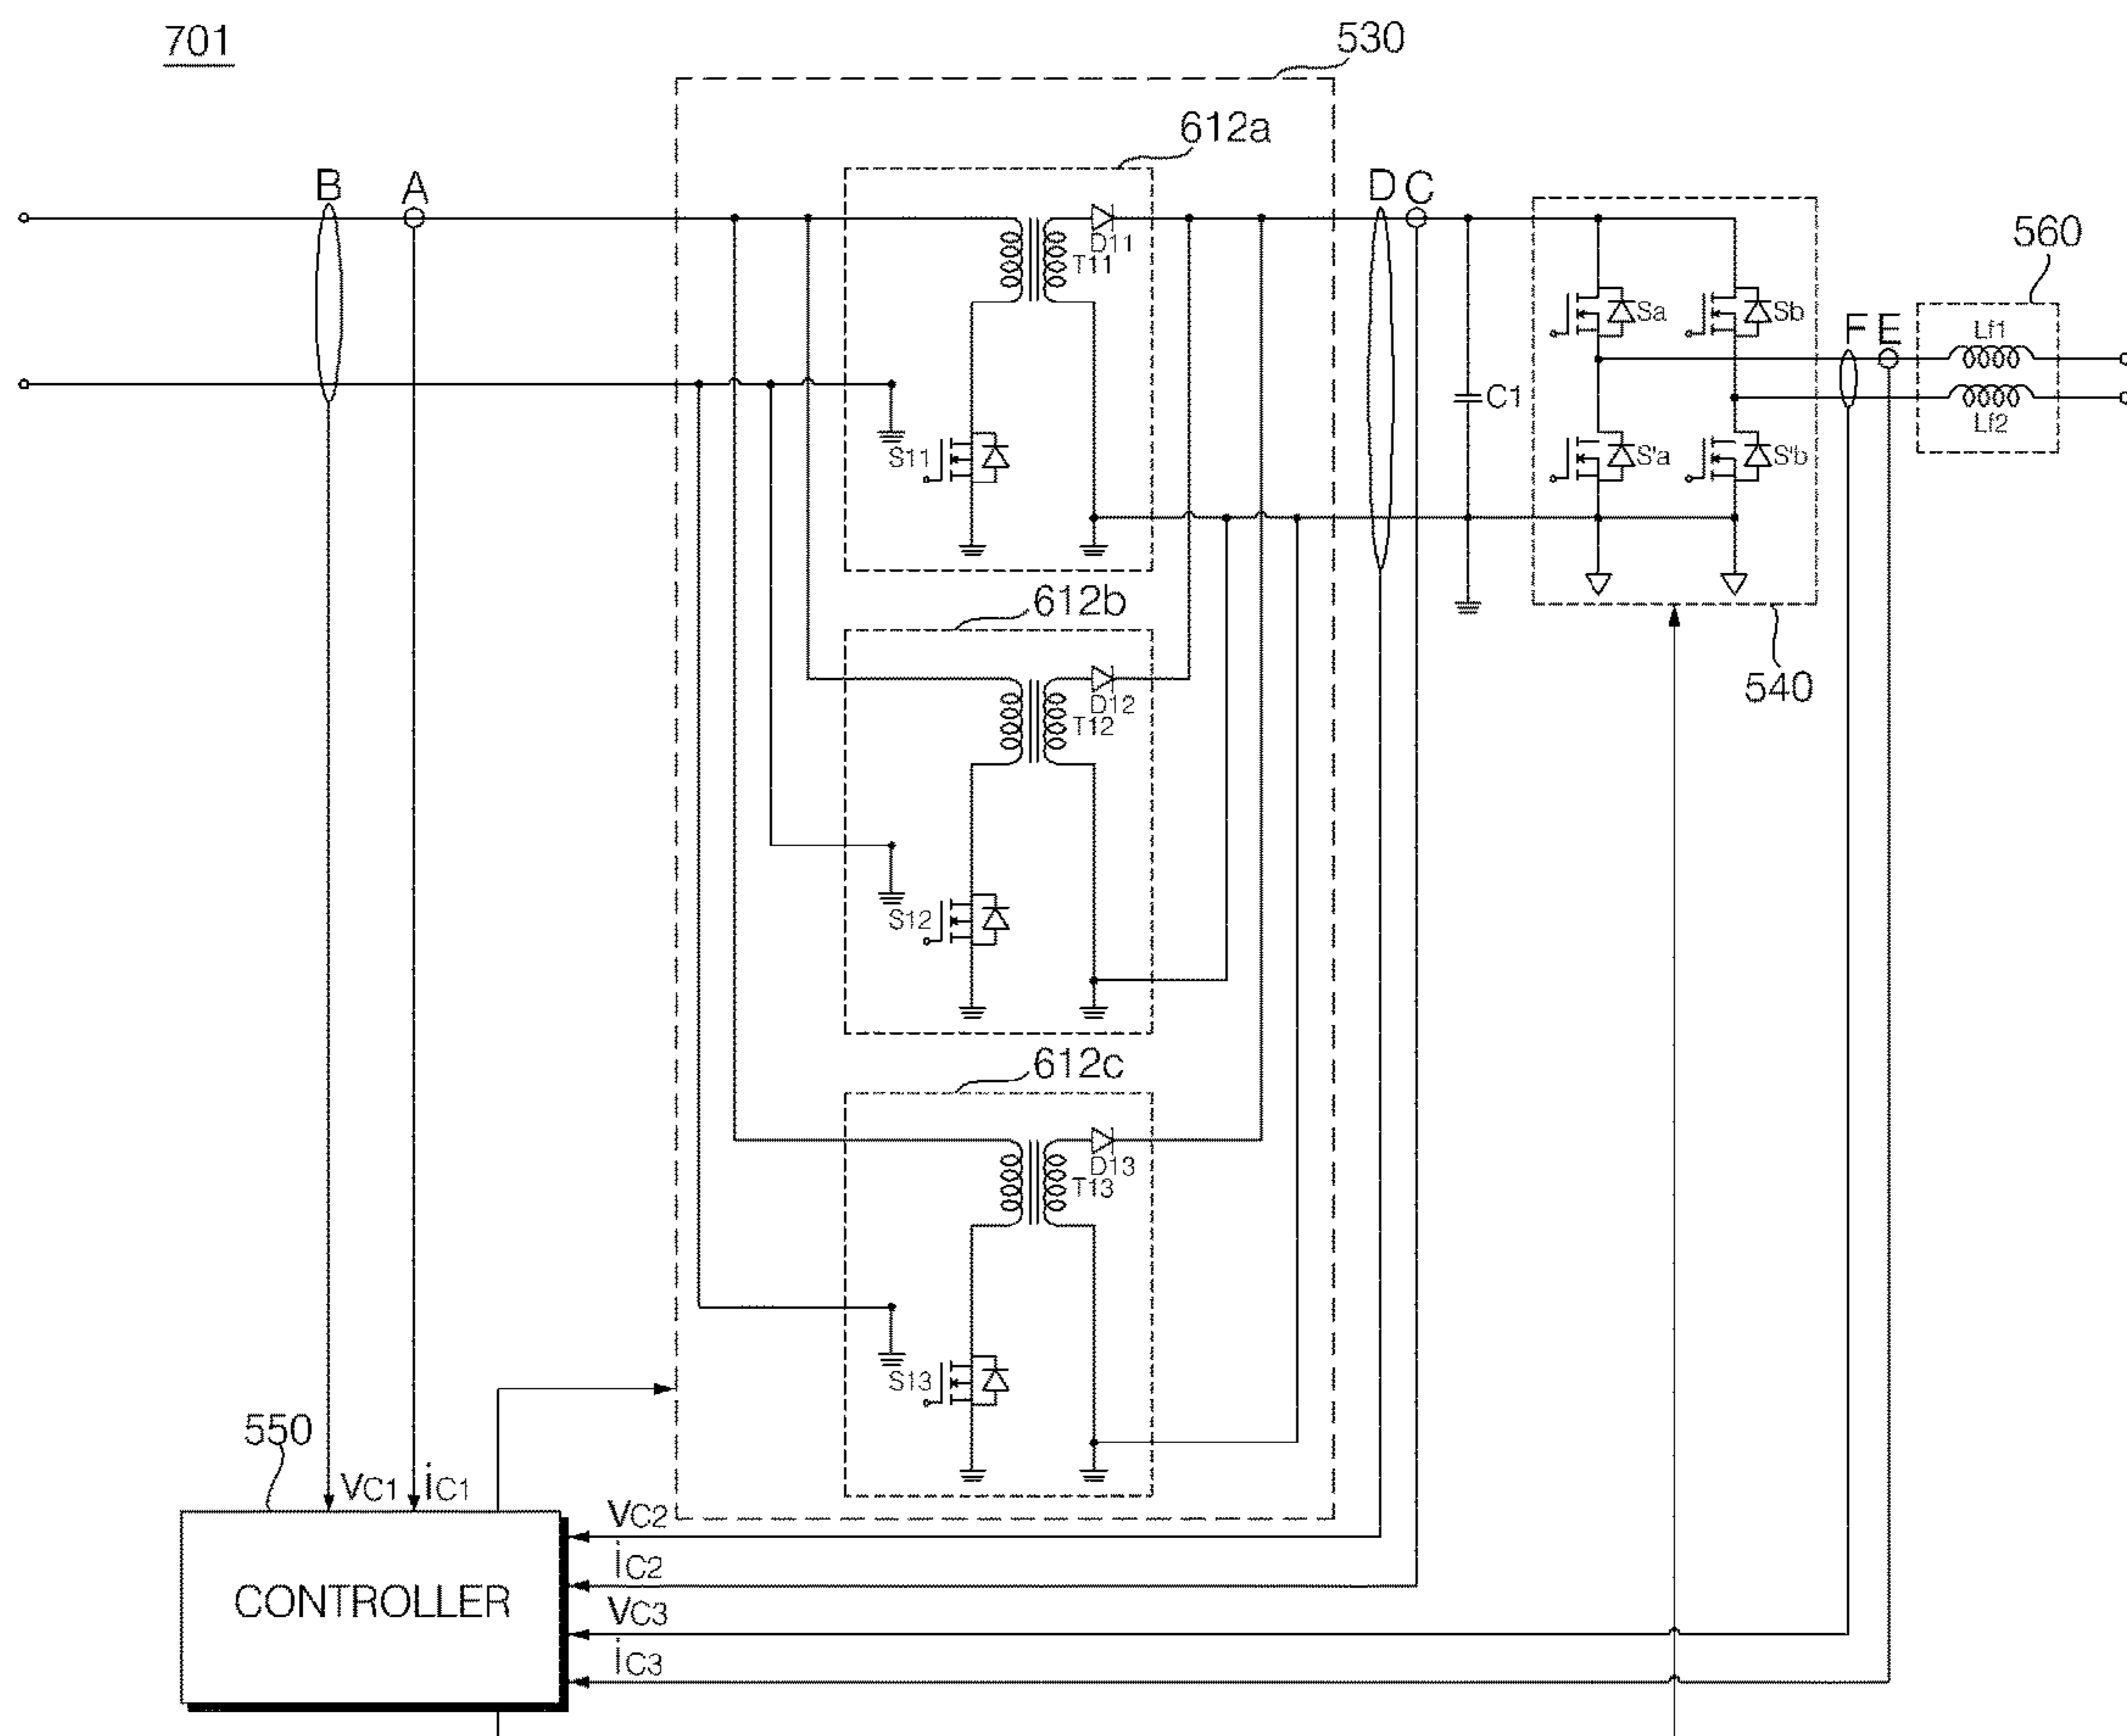 701
530
612a
B
A
D
C
D11
T11
560
Sa
Sb
F
E
Lf1
Lf2
C1
S11
S'a
S'b
612b
540
D12
T12
S12
612c
D13
T13
S13
550
vC1
iC1
vC2
iC2
vC3
iC3
CONTROLLER